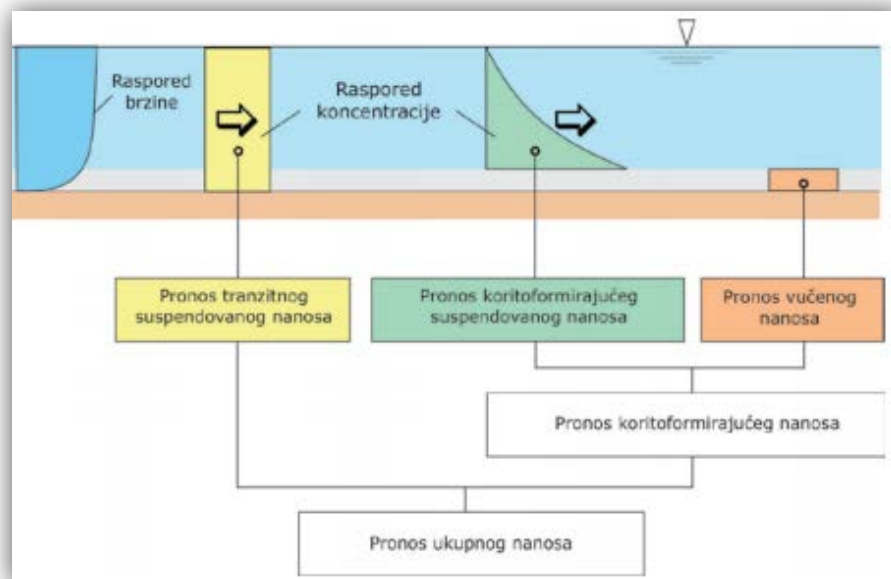 Raspored
brzine
Raspored
koncentracije
Pronos tranzitnog
suspendovanog nanosa
Pronos koritoformirajućeg
suspendovanog nanosa
Pronos vučenog
nanosa
Pronos koritoformirajućeg nanosa
Pronos ukupnog nanosa